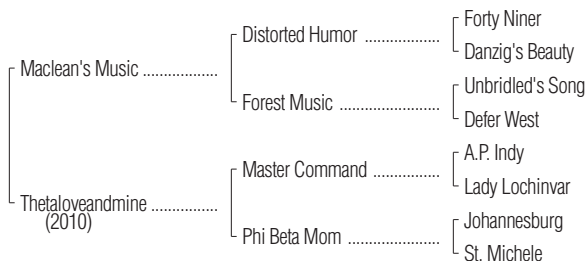 Forty Niner
Distorted Humor ..................
Danzig's Beauty
Maclean's Music ..................
Unbridled's Song
Forest Music ........................
Defer West
A.P. Indy
Master Command ................
Lady Lochinvar
Thetaloveandmine ................
(2010)
Johannesburg
Phi Beta Mom ......................
St. Michele